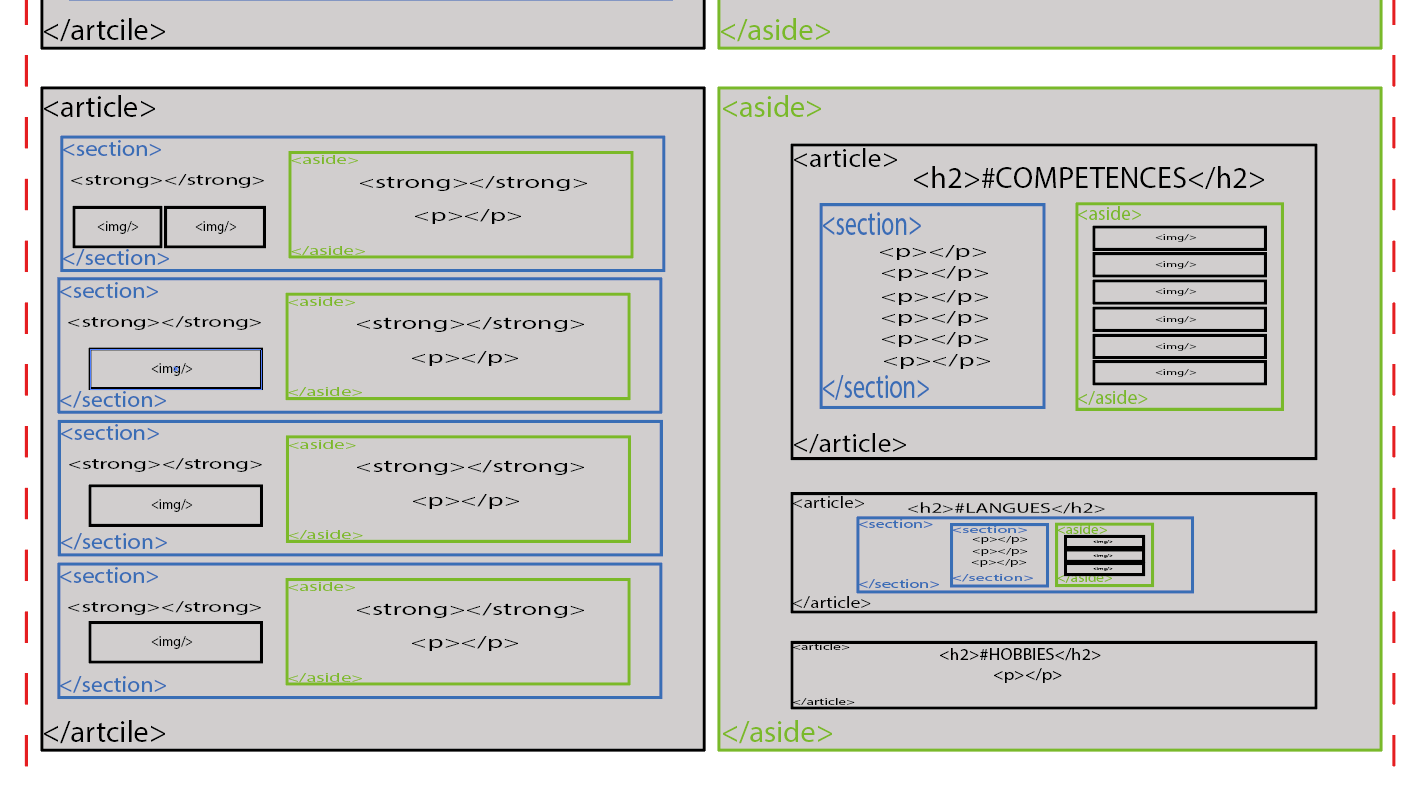 </artcile>
</aside>
<article>
<section>
<strong></strong>
<img/> <img/>
</section>
<aside>
<strong></strong>
<p></p>
</aside>
<section>
<strong></strong>
<img/>
</section>
<aside>
<strong></strong>
<p></p>
</aside>
<section>
<strong></strong>
<img/>
</section>
<aside>
<strong></strong>
<p></p>
</aside>
<section>
<strong></strong>
<img/>
</section>
<aside>
<strong></strong>
<p></p>
</aside>
</artcile>
<aside>
<article>
<h2>#COMPETENCES</h2>
<section>
<p></p>
<p></p>
<p></p>
<p></p>
<p></p>
<p></p>
</section>
<aside>
<img/>
<img/>
<img/>
<img/>
<img/>
<img/>
</aside>
</article>
<article>
<h2>#LANGUES</h2>
<section>
<section>
<p></p>
<p></p>
<p></p>
</section>
<aside>
<img/>
<img/>
<img/>
</aside>
</section>
</article>
<article>
<h2>#HOBBIES</h2>
<p></p>
</article>
</aside>